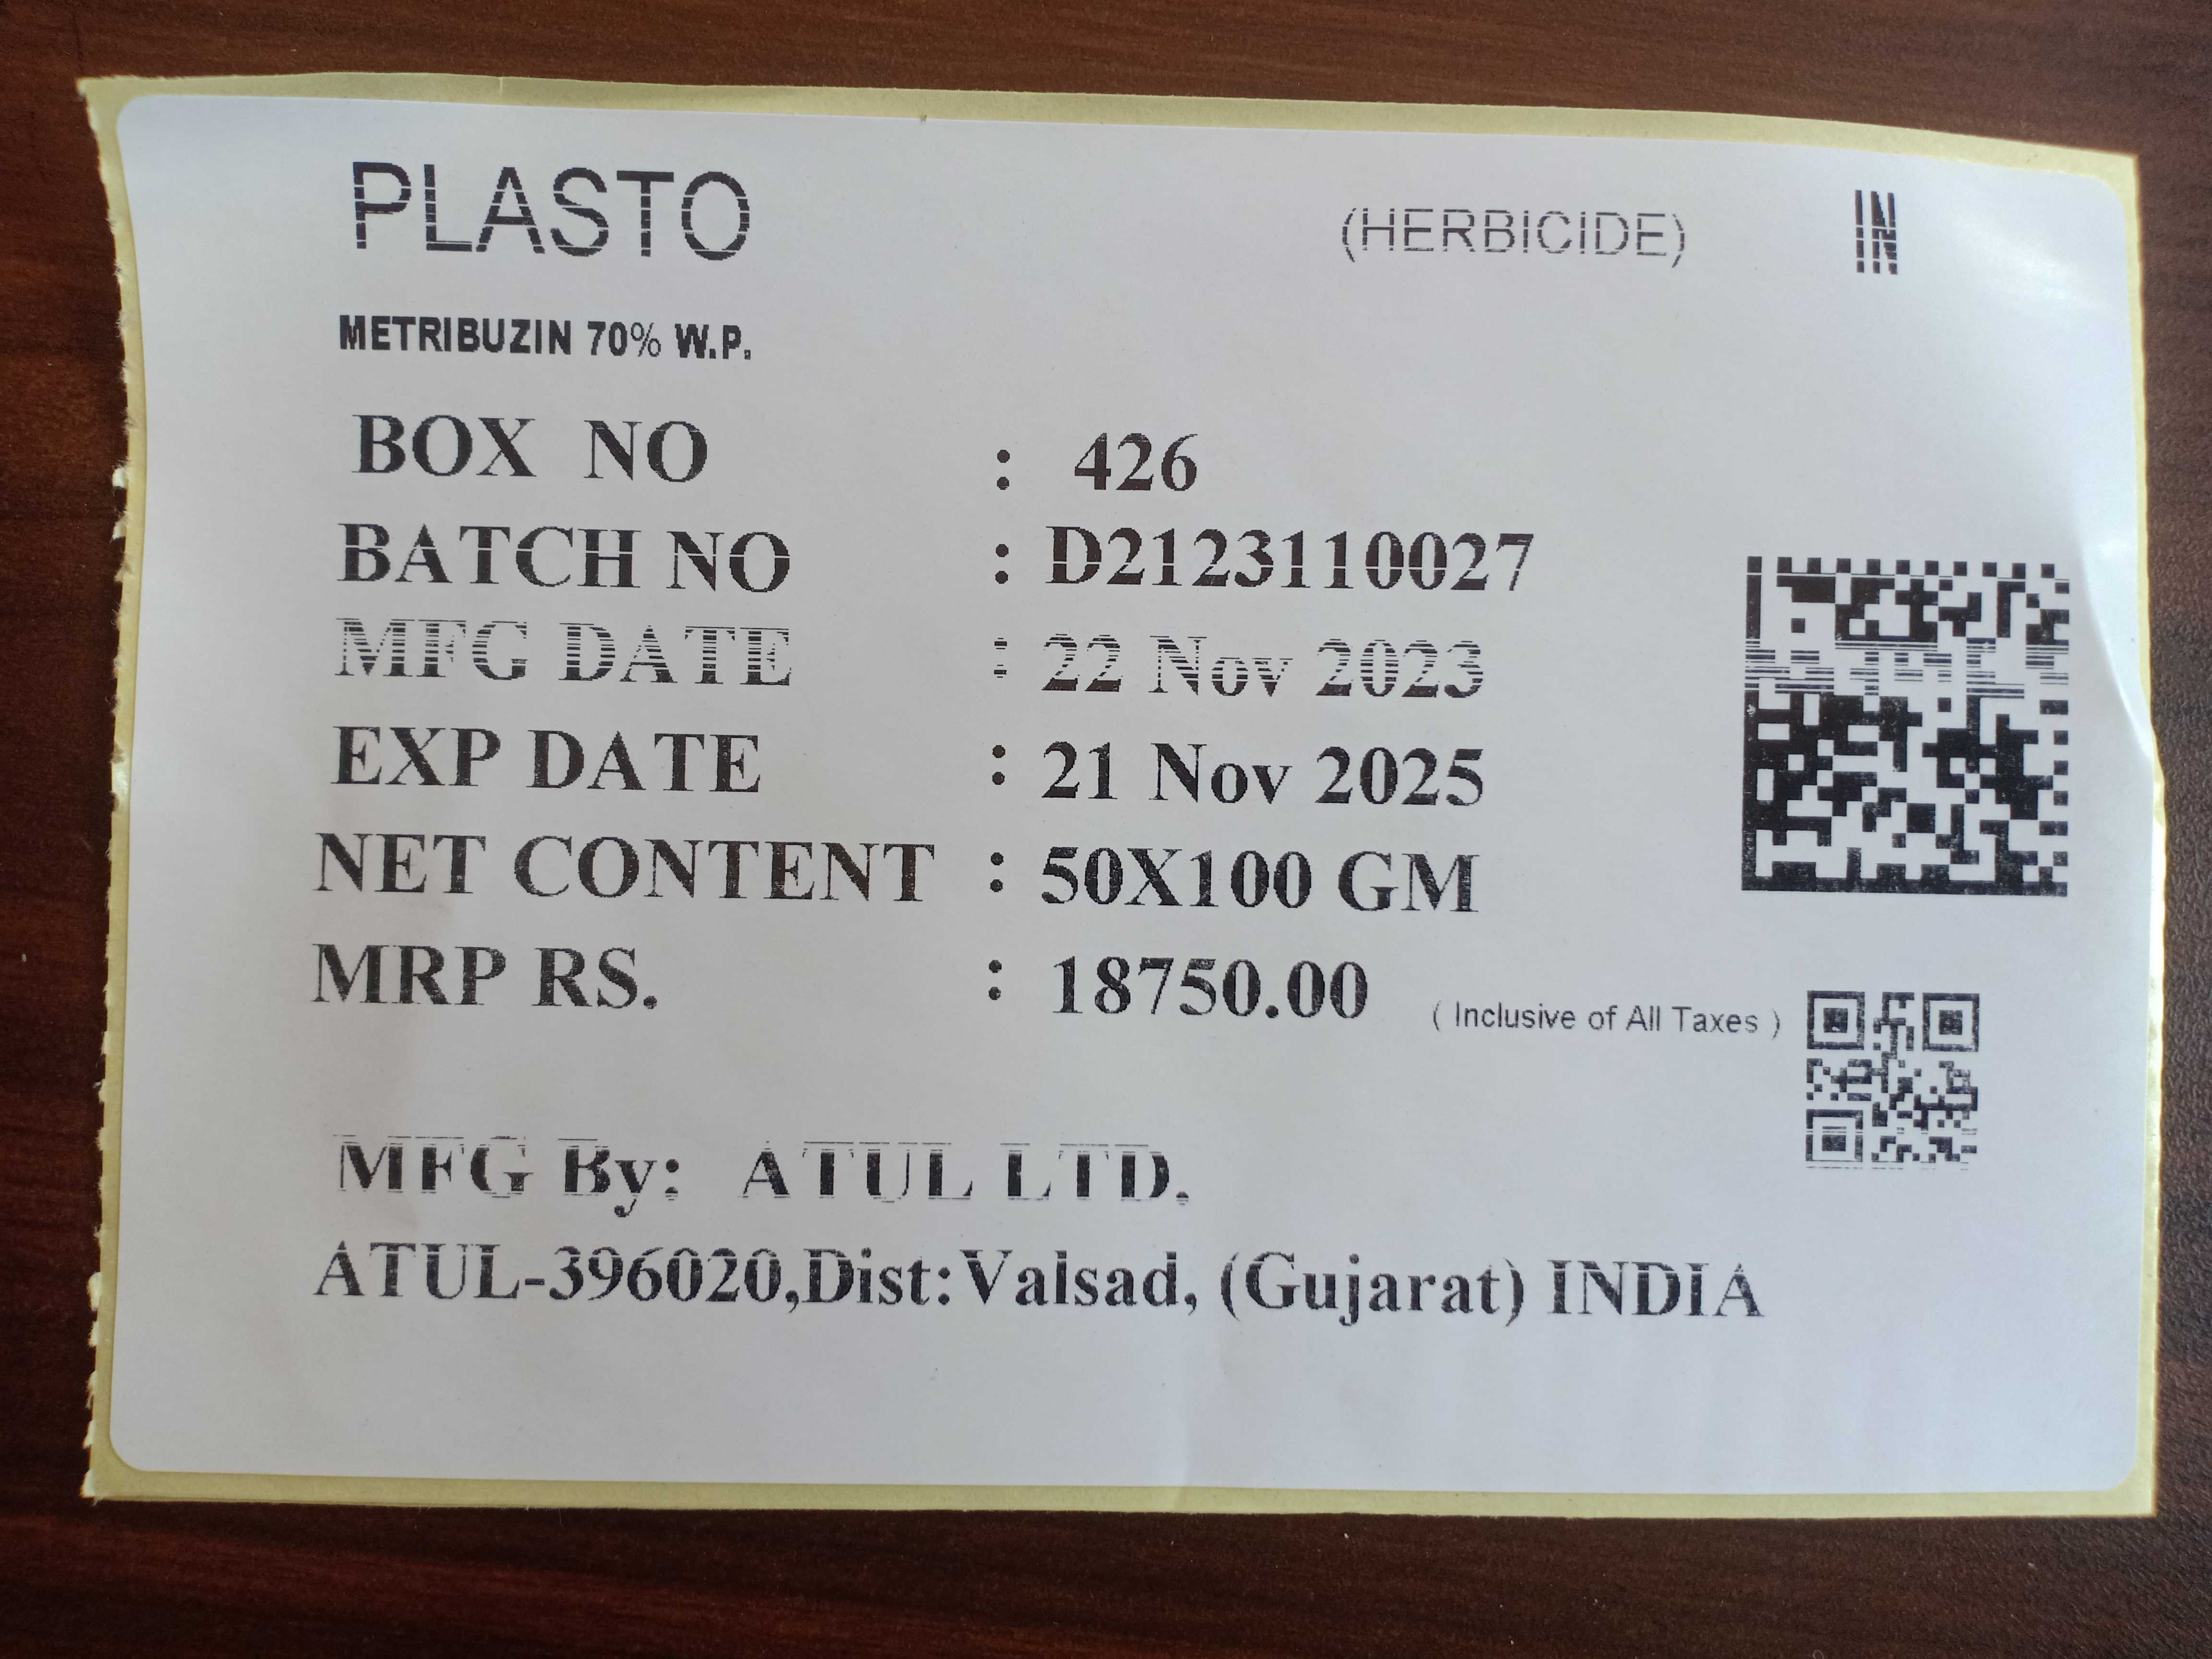 PLASTO (HERBICIDE) IN
METRIBUZIN 70% W.P.
BOX NO : 426
BATCH NO : D2123110027
MFG DATE : 22 Nov 2023
EXP DATE : 21 Nov 2025
NET CONTENT : 50X100 GM
MRP RS. : 18750.00 ( Inclusive of All Taxes )
MFG By: ATUL LTD.
ATUL-396020,Dist:Valsad, (Gujarat) INDIA